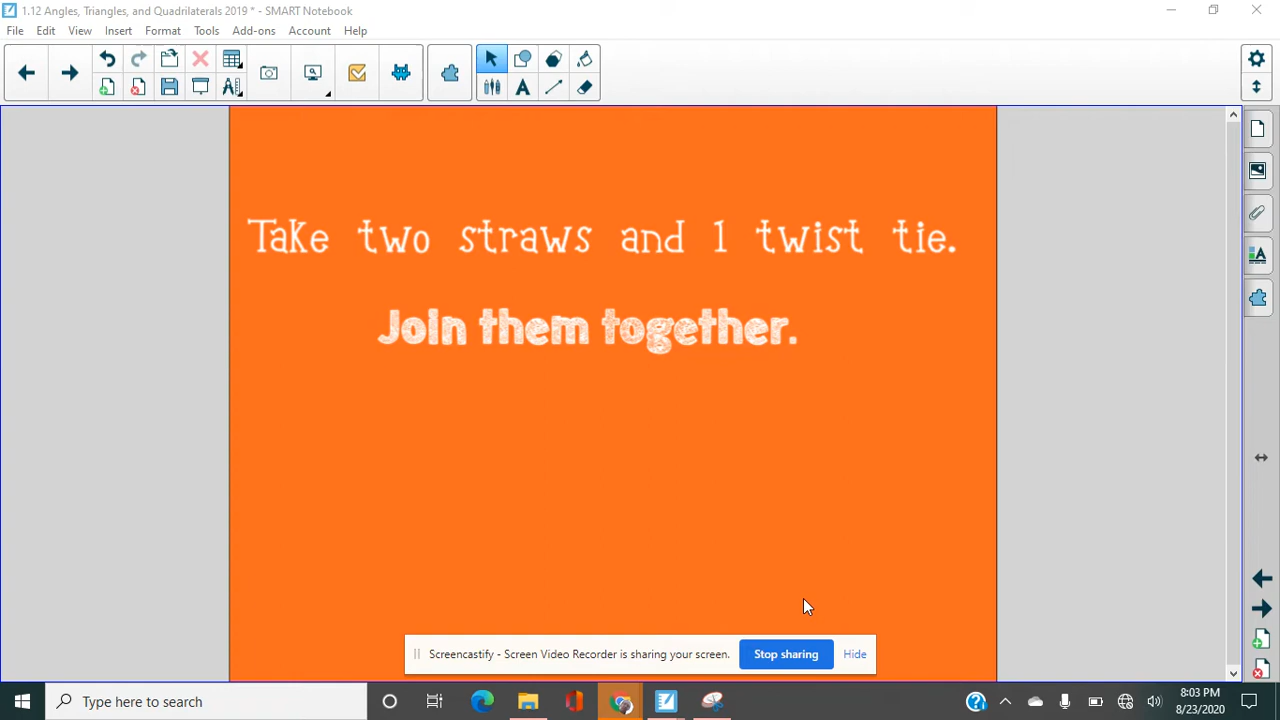 1.12 Angles, Triangles, and Quadrilaterals 2019 * - SMART Notebook
File Edit View Insert Format Tools Add-ons Account Help
Take two straws and 1 twist tie.
Join them together.
Screencastify - Screen Video Recorder is sharing your screen. Stop sharing Hide
Type here to search
8:03 PM
8/23/2020